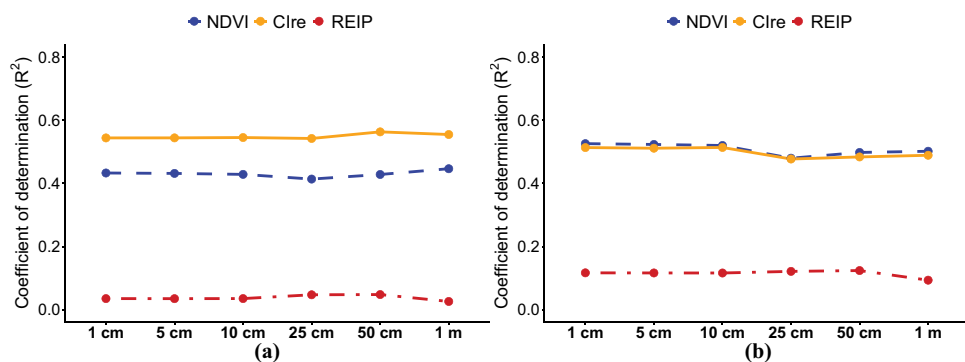 NDVI CIre REIP
Coefficient of determination (R²)
0.8
0.6
0.4
0.2
0.0
1 cm 5 cm 10 cm 25 cm 50 cm 1 m
(a)
NDVI CIre REIP
Coefficient of determination (R²)
0.8
0.6
0.4
0.2
0.0
1 cm 5 cm 10 cm 25 cm 50 cm 1 m
(b)